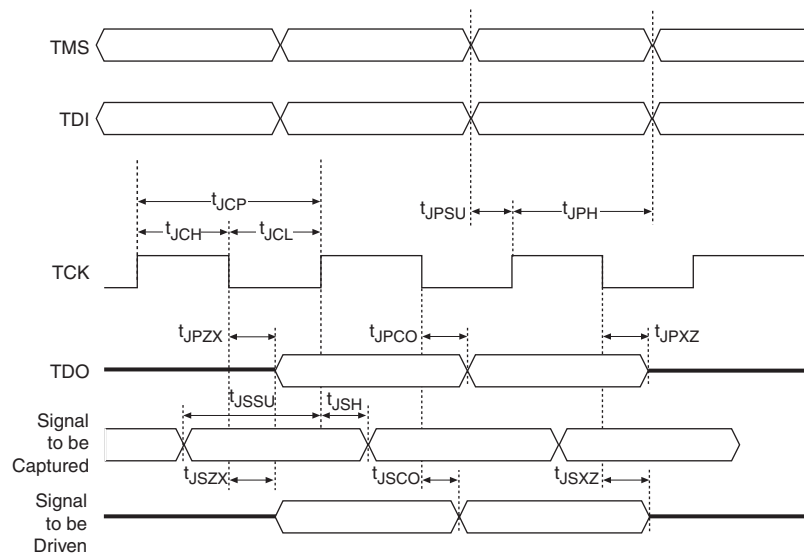 TMS
TDI
tJCP
tJCH
tJCL
tJPSU
tJPH
TCK
tJPZX
tJPCO
tJPXZ
TDO
tJSSU
tJSH
Signal
to be
Captured
tJSZX
tJSCO
tJSXZ
Signal
to be
Driven